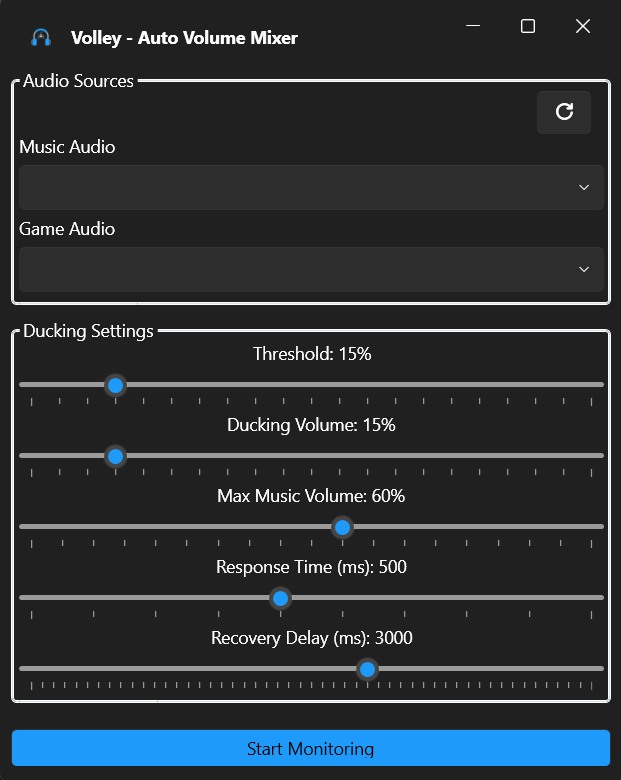 Volley - Auto Volume Mixer
Audio Sources
Music Audio
Game Audio
Ducking Settings
Threshold: 15%
Ducking Volume: 15%
Max Music Volume: 60%
Response Time (ms): 500
Recovery Delay (ms): 3000
Start Monitoring